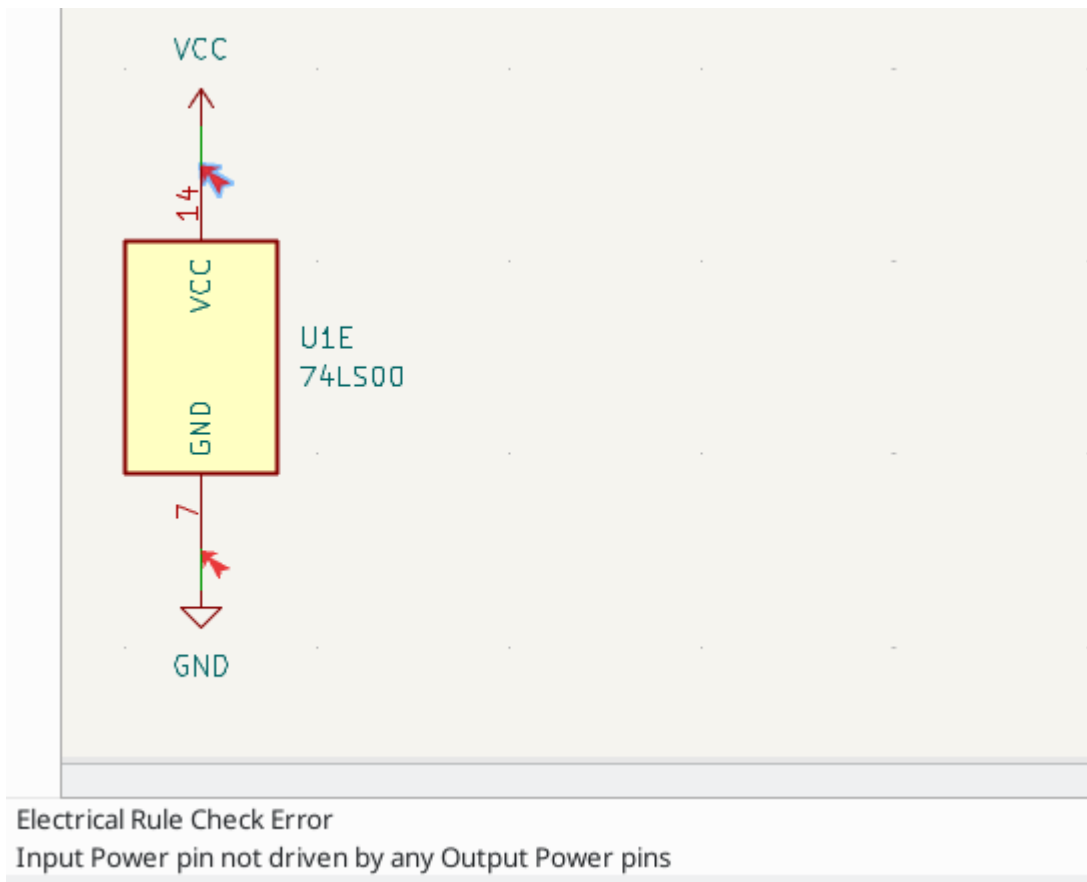 VCC
14
VCC
U1E
74LS00
GND
7
GND
Electrical Rule Check Error
Input Power pin not driven by any Output Power pins